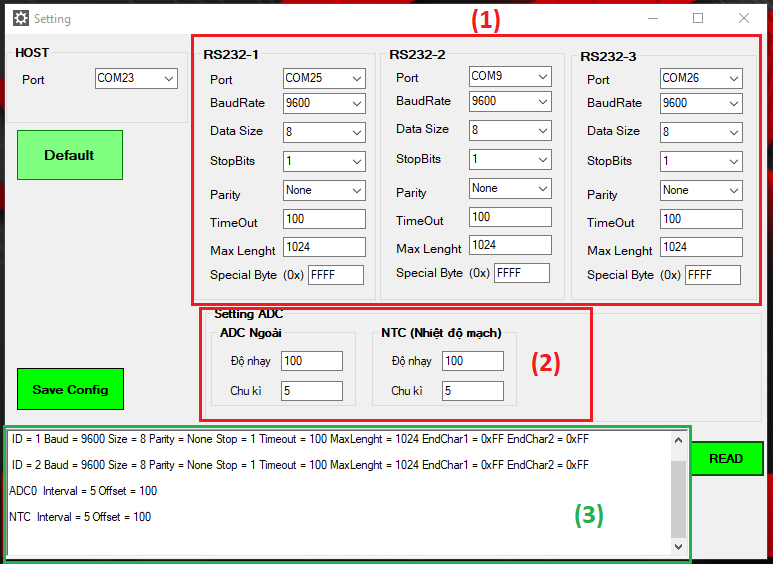 Setting
(1)
HOST
Port COM23
Default
RS232-1
Port COM25
BaudRate 9600
Data Size 8
StopBits 1
Parity None
TimeOut 100
Max Lenght 1024
Special Byte (0x) FFFF
RS232-2
Port COM9
BaudRate 9600
Data Size 8
StopBits 1
Parity None
TimeOut 100
Max Lenght 1024
Special Byte (0x) FFFF
RS232-3
Port COM26
BaudRate 9600
Data Size 8
StopBits 1
Parity None
TimeOut 100
Max Lenght 1024
Special Byte (0x) FFFF
Setting ADC
ADC Ngoài
Độ nhạy 100
Chu kì 5
NTC (Nhiệt độ mạch)
Độ nhạy 100
Chu kì 5
(2)
Save Config
ID = 1 Baud = 9600 Size = 8 Parity = None Stop = 1 Timeout = 100 MaxLenght = 1024 EndChar1 = 0xFF EndChar2 = 0xFF
ID = 2 Baud = 9600 Size = 8 Parity = None Stop = 1 Timeout = 100 MaxLenght = 1024 EndChar1 = 0xFF EndChar2 = 0xFF
ADC0 Interval = 5 Offset = 100
NTC Interval = 5 Offset = 100
(3)
READ